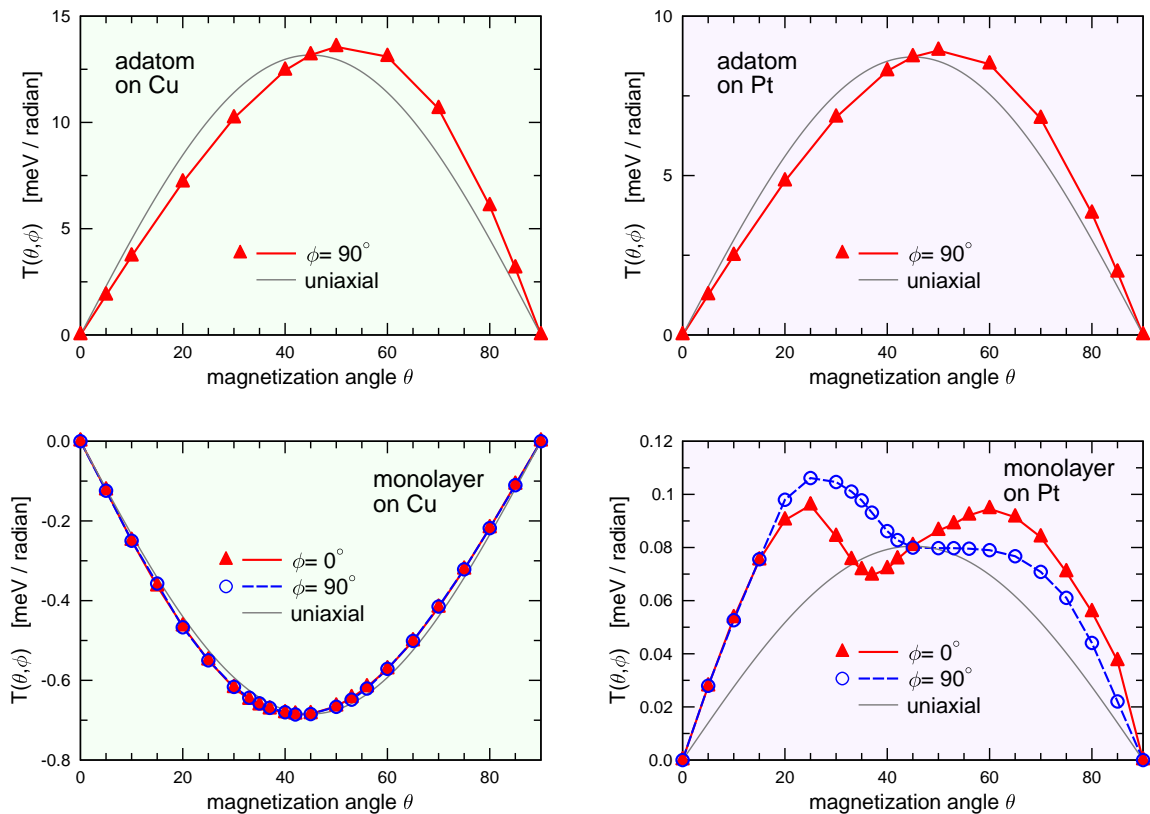 15
10
5
0
T(θ,ϕ) [meV / radian]
adatom
on Cu
ϕ= 90°
uniaxial
0 20 40 60 80
magnetization angle θ
10
5
0
T(θ,ϕ) [meV / radian]
adatom
on Pt
ϕ= 90°
uniaxial
0 20 40 60 80
magnetization angle θ
0.0
-0.2
-0.4
-0.6
-0.8
T(θ,ϕ) [meV / radian]
monolayer
on Cu
ϕ= 0°
ϕ= 90°
uniaxial
0 20 40 60 80
magnetization angle θ
0.12
0.1
0.08
0.06
0.04
0.02
0.0
T(θ,ϕ) [meV / radian]
monolayer
on Pt
ϕ= 0°
ϕ= 90°
uniaxial
0 20 40 60 80
magnetization angle θ